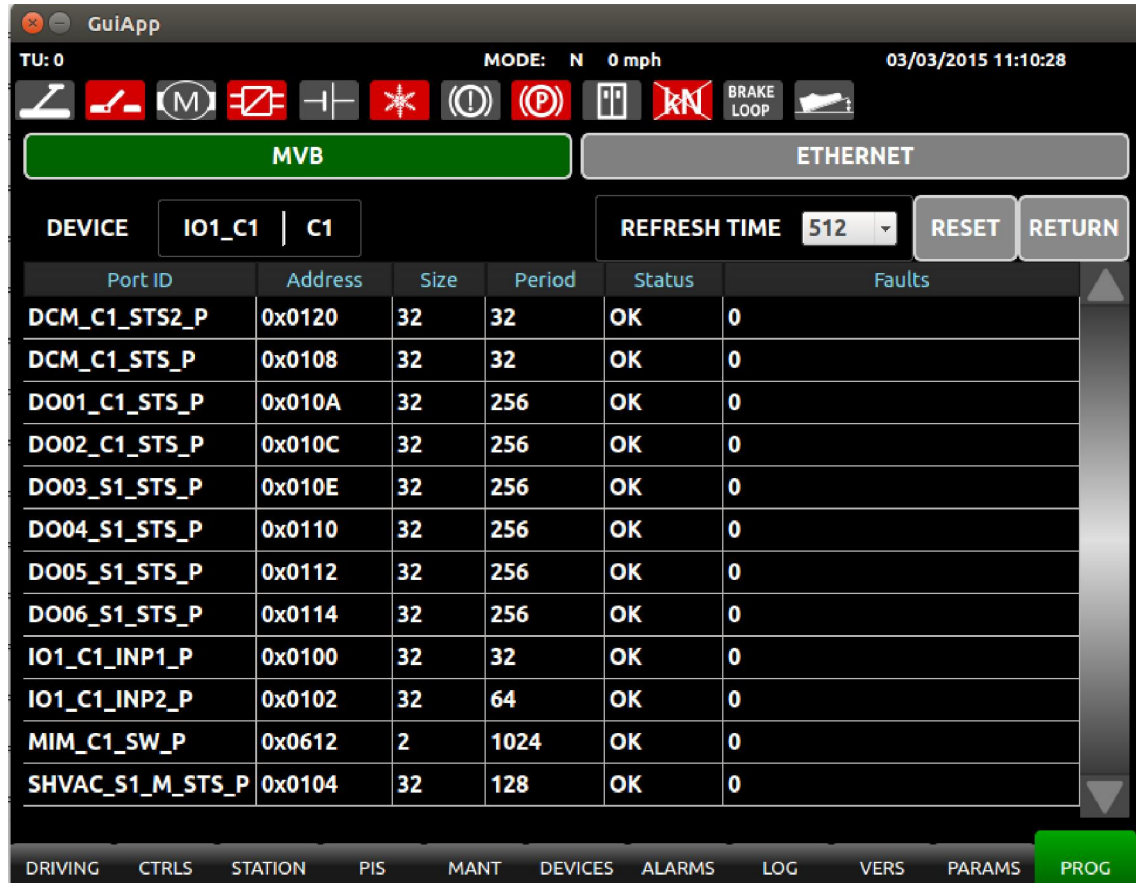 GuiApp
TU: 0 MODE: N 0 mph 03/03/2015 11:10:28
M (!) (P) kN BRAKE LOOP
MVB ETHERNET
DEVICE IO1_C1 | C1 REFRESH TIME 512 RESET RETURN
Port ID Address Size Period Status Faults
DCM_C1_STS2_P 0x0120 32 32 OK 0
DCM_C1_STS_P 0x0108 32 32 OK 0
DO01_C1_STS_P 0x010A 32 256 OK 0
DO02_C1_STS_P 0x010C 32 256 OK 0
DO03_S1_STS_P 0x010E 32 256 OK 0
DO04_S1_STS_P 0x0110 32 256 OK 0
DO05_S1_STS_P 0x0112 32 256 OK 0
DO06_S1_STS_P 0x0114 32 256 OK 0
IO1_C1_INP1_P 0x0100 32 32 OK 0
IO1_C1_INP2_P 0x0102 32 64 OK 0
MIM_C1_SW_P 0x0612 2 1024 OK 0
SHVAC_S1_M_STS_P 0x0104 32 128 OK 0
DRIVING CTRLS STATION PIS MANT DEVICES ALARMS LOG VERS PARAMS PROG